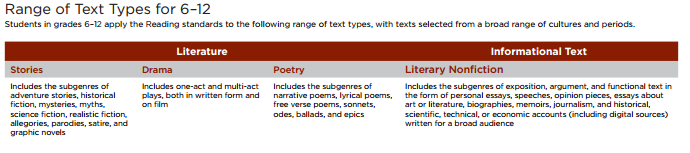 Range of Text Types for 6–12
Students in grades 6–12 apply the Reading standards to the following range of text types, with texts selected from a broad range of cultures and periods.
Literature
Informational Text
Stories
Drama
Poetry
Literary Nonfiction
Includes the subgenres of
adventure stories, historical
fiction, mysteries, myths,
science fiction, realistic fiction,
allegories, parodies, satire, and
graphic novels
Includes one-act and multi-act
plays, both in written form and
on film
Includes the subgenres of
narrative poems, lyrical poems,
free verse poems, sonnets,
odes, ballads, and epics
Includes the subgenres of exposition, argument, and functional text in
the form of personal essays, speeches, opinion pieces, essays about
art or literature, biographies, memoirs, journalism, and historical,
scientific, technical, or economic accounts (including digital sources)
written for a broad audience